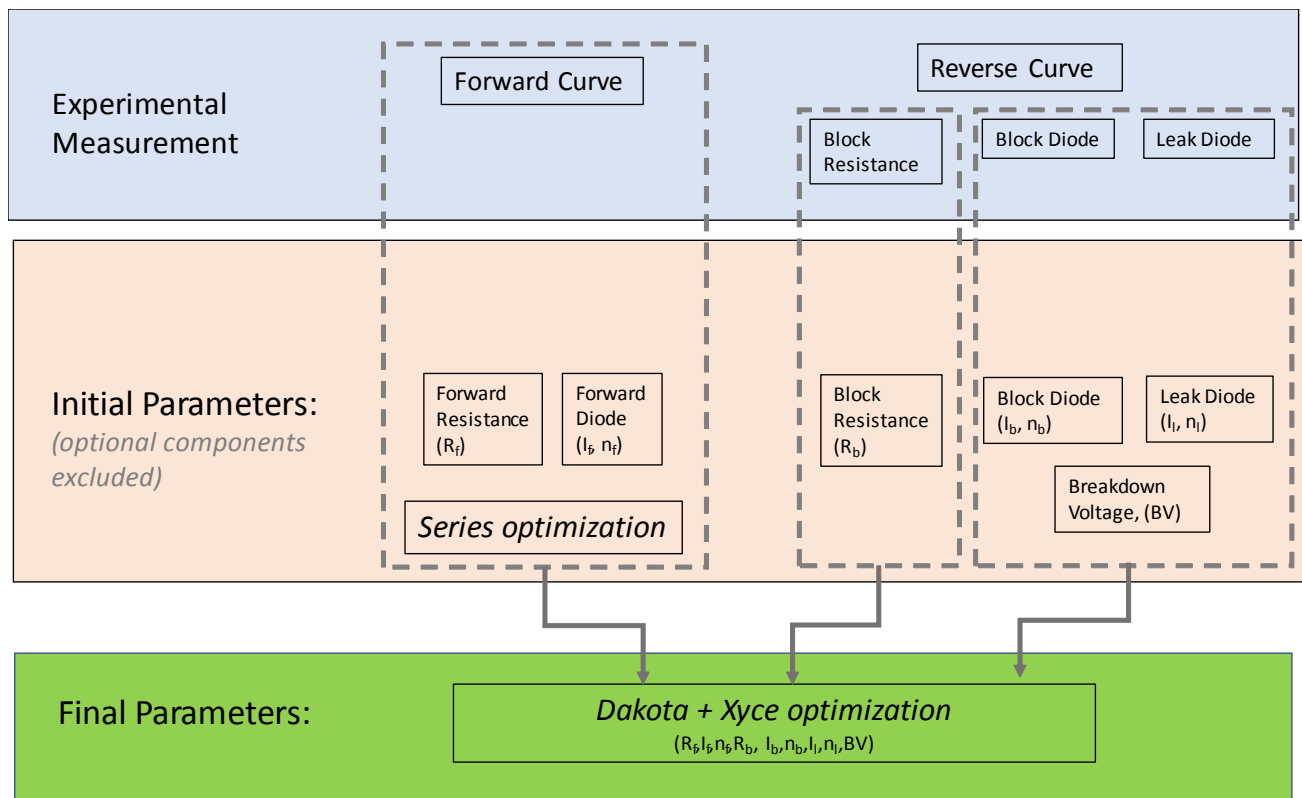 Forward Curve
Reverse Curve
Experimental
Measurement
Block
Resistance
Block Diode
Leak Diode
Initial Parameters:
(optional components
excluded)
Forward
Resistance
(Rf)
Forward
Diode
(If, nf)
Block
Resistance
(Rb)
Block Diode
(Ib, nb)
Leak Diode
(Il, nl)
Breakdown
Voltage, (BV)
Series optimization
Final Parameters:
Dakota + Xyce optimization
(Rf,If,nf,Rb, Ib,nb,Il,nl,BV)